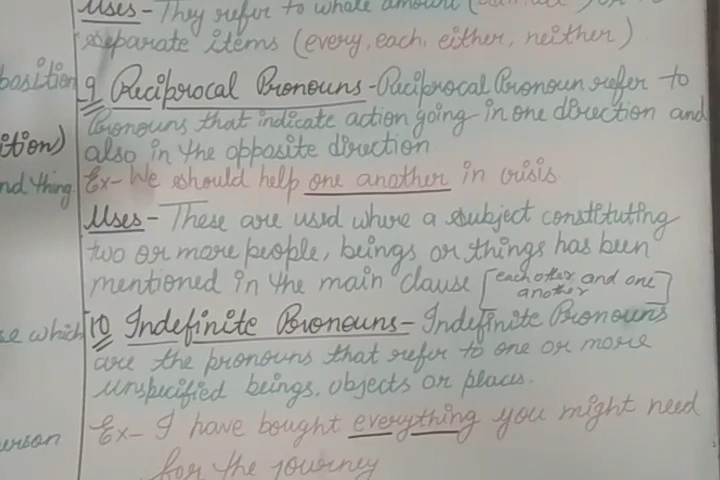 Uses - They refer to whole amount
separate items (every, each, either, neither)
9 Reciprocal Pronouns - Reciprocal Pronoun refer to
Pronouns that indicate action going in one direction and
also in the opposite direction
Ex- We should help one another in crisis.
Uses - These are used where a subject constituting
two or more people, beings or things has been
mentioned in the main clause [each other and one
another]
10 Indefinite Pronouns - Indefinite Pronouns
are the pronouns that refer to one or more
unspecified beings, objects or places.
Ex- I have bought everything you might need
for the journey